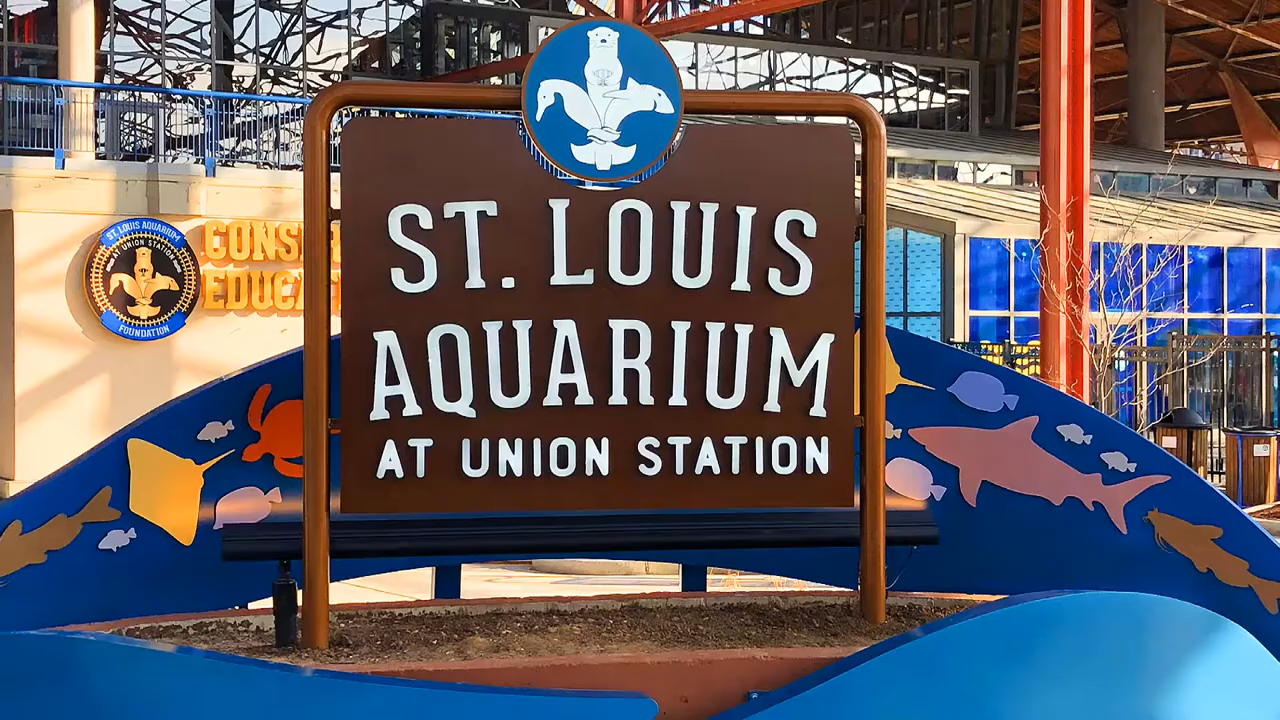 ST. LOUIS
AQUARIUM
AT UNION STATION
ST. LOUIS AQUARIUM
AT UNION STATION
FOUNDATION